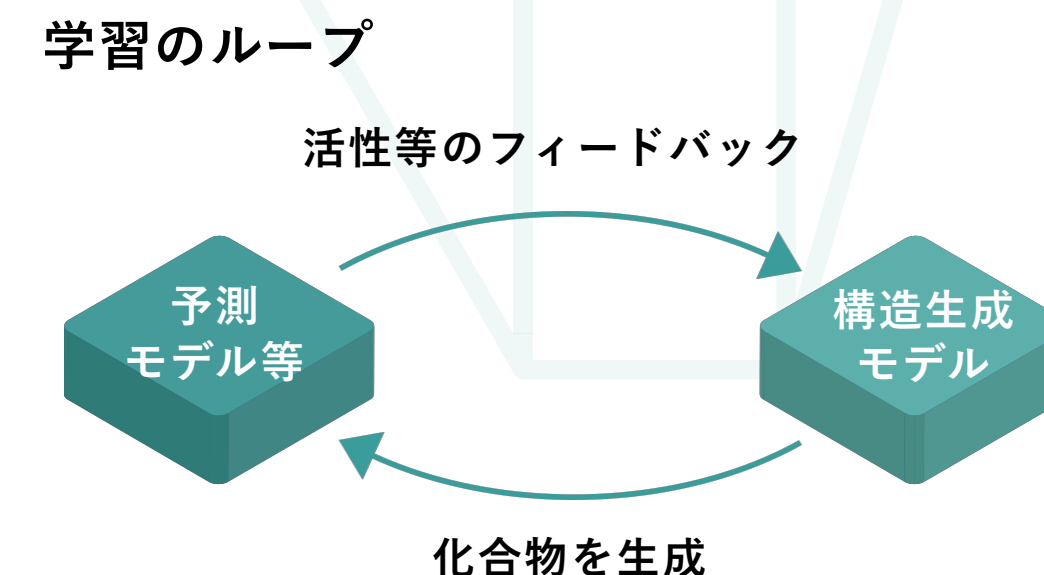 学習のループ
活性等のフィードバック
予測
モデル等
構造生成
モデル
化合物を生成